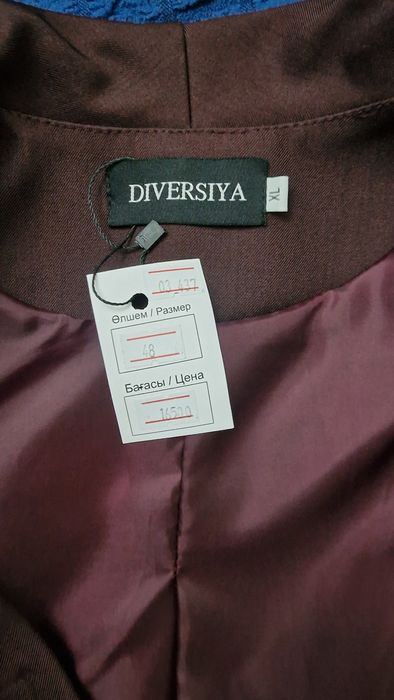 DIVERSIYA
XL
03 437
Өлшем / Размер
48
Бағасы / Цена
16500